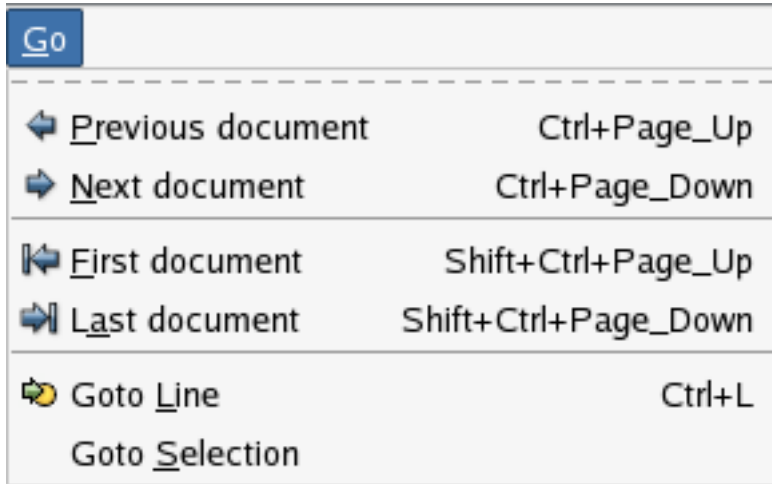 Go
Previous document Ctrl+Page_Up
Next document Ctrl+Page_Down
First document Shift+Ctrl+Page_Up
Last document Shift+Ctrl+Page_Down
Goto Line Ctrl+L
Goto Selection